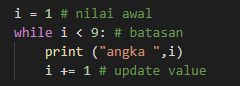 i = 1 # nilai awal
while i < 9: # batasan
    print ("angka ",i)
    i += 1 # update value